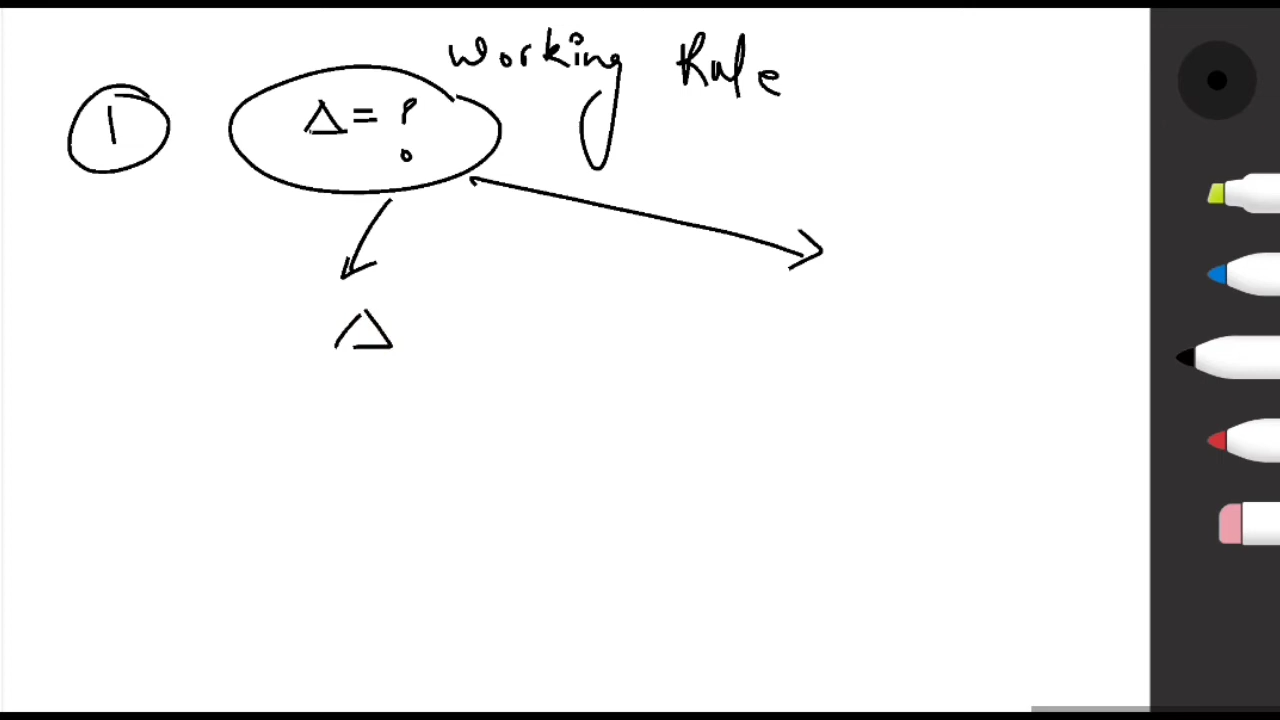 Working Rule
1 Δ = ?
Δ